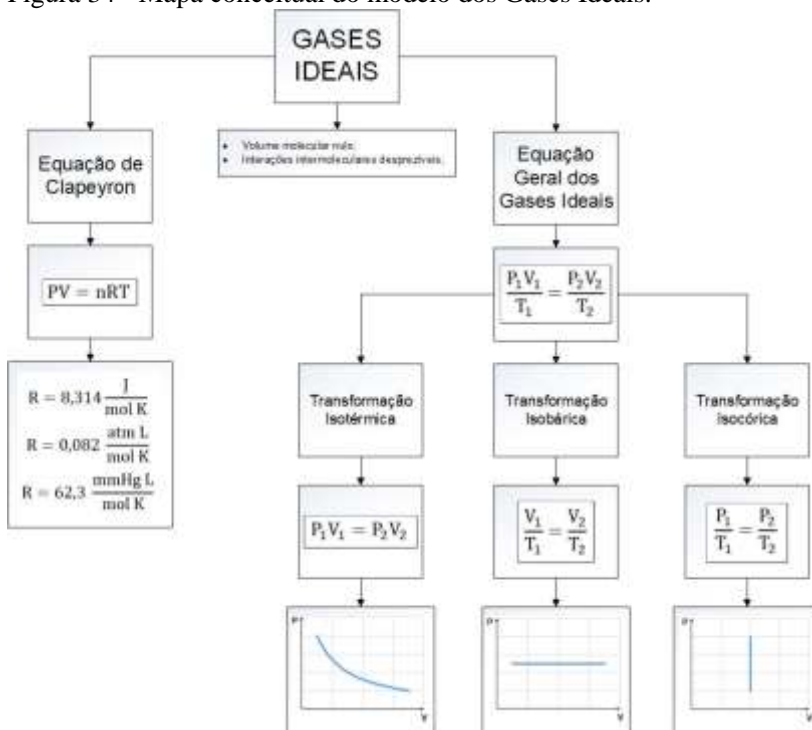 Figura 34 - Mapa conceitual do modelo dos Gases Ideais.
GASES
IDEAIS
Equação de
Clapeyron
• Volume molecular nulo;
• Interações intermoleculares desprezíveis.
Equação
Geral dos
Gases Ideais
PV = nRT
P₁V₁/T₁ = P₂V₂/T₂
R = 8,314 J/mol K
R = 0,082 atm L/mol K
R = 62,3 mmHg L/mol K
Transformação
Isotérmica
Transformação
Isobárica
Transformação
Isocórica
P₁V₁ = P₂V₂
V₁/T₁ = V₂/T₂
P₁/T₁ = P₂/T₂
P
V
P
V
P
V